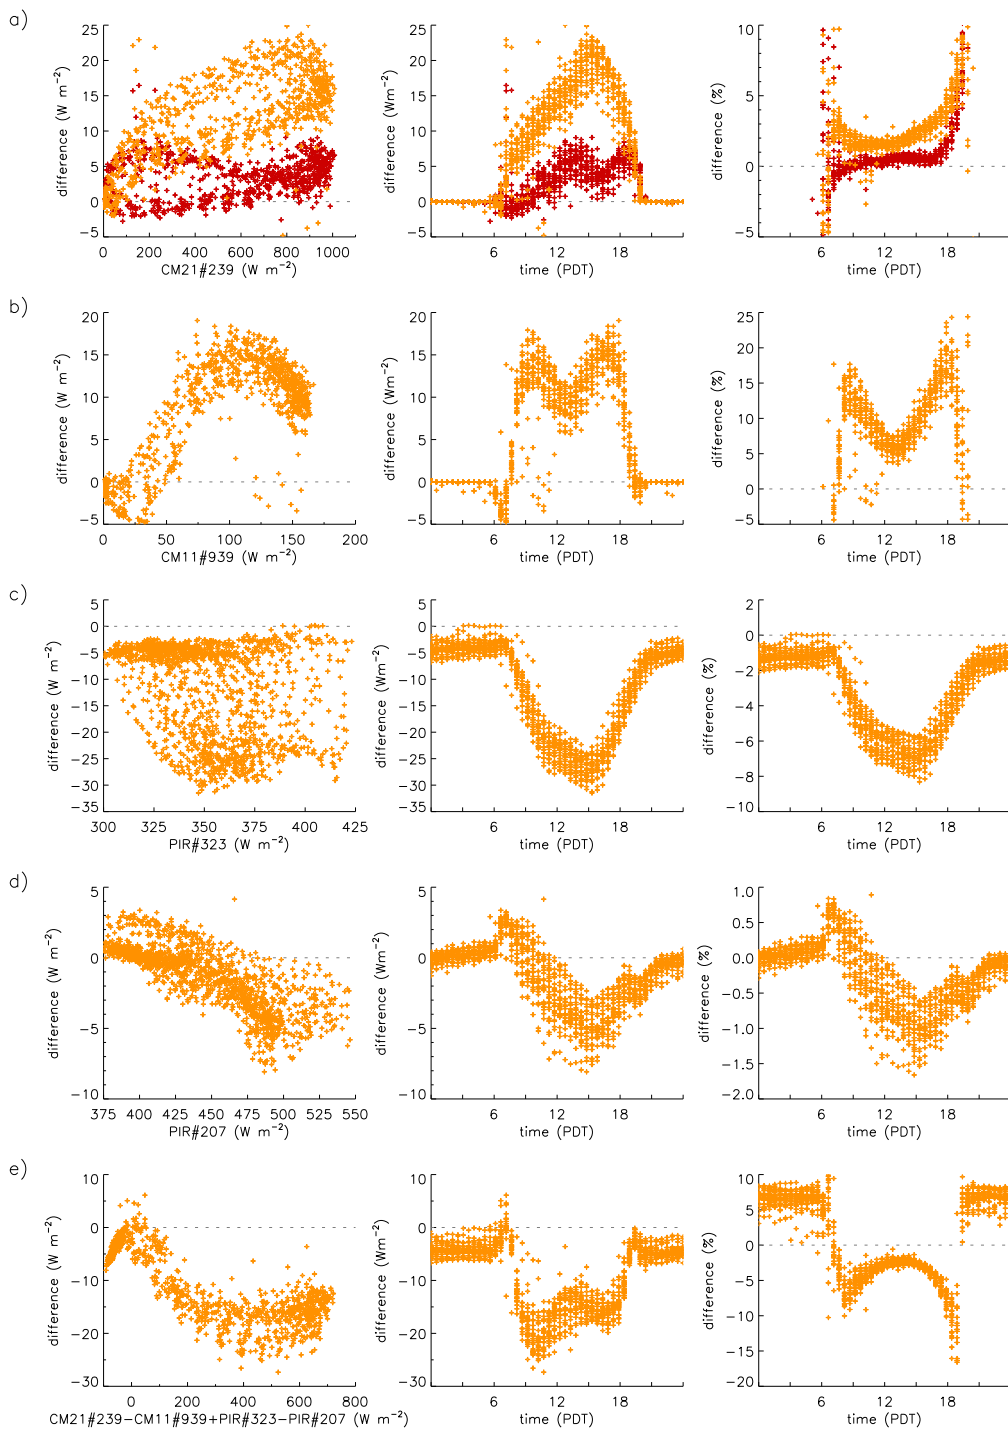 a)
difference (W m−2)
25
20
15
10
5
0
−5
0 200 400 600 800 1000
CM21#239 (W m−2)
difference (Wm−2)
25
20
15
10
5
0
−5
6 12 18
time (PDT)
difference (%)
10
8
6
4
2
0
−2
−4
6 12 18
time (PDT)
b)
difference (W m−2)
20
15
10
5
0
−5
0 50 100 150 200
CM11#939 (W m−2)
difference (Wm−2)
20
15
10
5
0
−5
6 12 18
time (PDT)
difference (%)
25
20
15
10
5
0
−5
6 12 18
time (PDT)
c)
difference (W m−2)
5
0
−5
−10
−15
−20
−25
−30
−35
300 325 350 375 400 425
PIR#323 (W m−2)
difference (Wm−2)
5
0
−5
−10
−15
−20
−25
−30
−35
6 12 18
time (PDT)
difference (%)
2
0
−2
−4
−6
−8
−10
6 12 18
time (PDT)
d)
difference (W m−2)
5
0
−5
−10
375 400 425 450 475 500 525 550
PIR#207 (W m−2)
difference (Wm−2)
5
0
−5
−10
6 12 18
time (PDT)
difference (%)
1.0
0.5
0.0
−0.5
−1.0
−1.5
−2.0
6 12 18
time (PDT)
e)
difference (W m−2)
10
0
−10
−20
−30
0 200 400 600 800
CM21#239−CM11#939+PIR#323−PIR#207 (W m−2)
difference (Wm−2)
10
0
−10
−20
−30
6 12 18
time (PDT)
difference (%)
10
5
0
−5
−10
−15
−20
6 12 18
time (PDT)